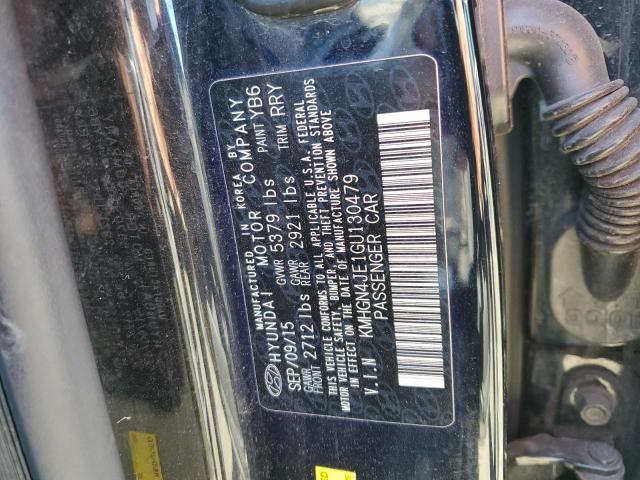 MANUFACTURED IN KOREA BY
HYUNDAI MOTOR COMPANY
SEP/09/15 GVWR 5379 lbs PAINT YB6
GAWR FRONT 2712 lbs GAWR REAR 2921 lbs TRIM RRY
THIS VEHICLE CONFORMS TO ALL APPLICABLE U.S.A. FEDERAL
MOTOR VEHICLE SAFETY, BUMPER, AND THEFT PREVENTION STANDARDS
IN EFFECT ON THE DATE OF MANUFACTURE SHOWN ABOVE
V.I.N KMHGN4JE1GU130479
PASSENGER CAR